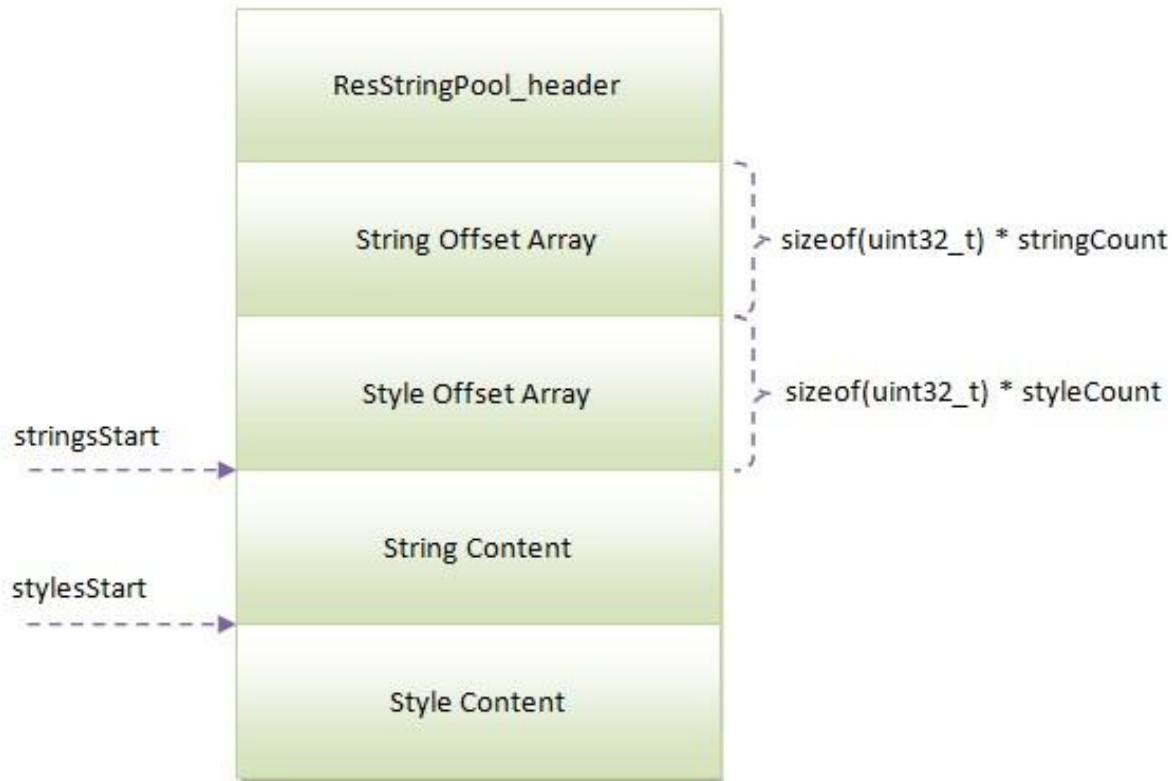 ResStringPool_header
String Offset Array
sizeof(uint32_t) * stringCount
Style Offset Array
sizeof(uint32_t) * styleCount
stringsStart
String Content
stylesStart
Style Content